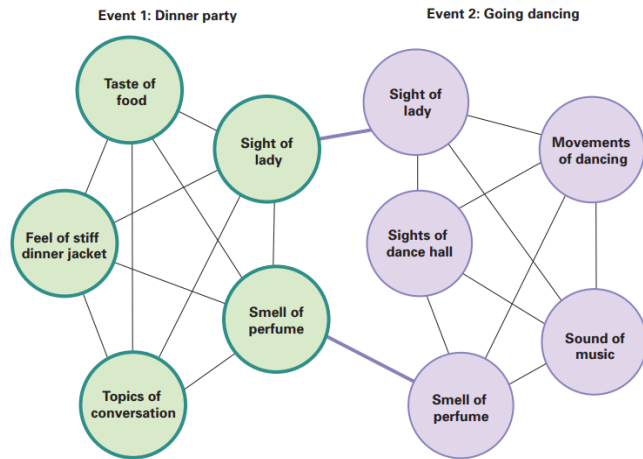 Event 1: Dinner party
Taste of
food
Sight of
lady
Feel of stiff
dinner jacket
Smell of
perfume
Topics of
conversation
Event 2: Going dancing
Sight of
lady
Movements
of dancing
Sights of
dance hall
Sound of
music
Smell of
perfume